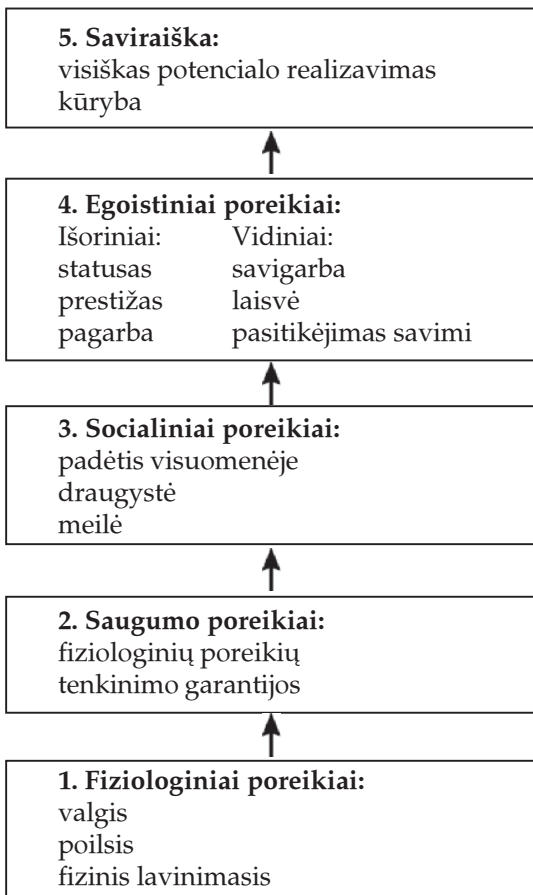 5. Saviraiška:
visiškas potencialo realizavimas
kūryba
4. Egoistiniai poreikiai:
Išoriniai: Vidiniai:
statusas savigarba
prestižas laisvė
pagarba pasitikėjimas savimi
3. Socialiniai poreikiai:
padėtis visuomenėje
draugystė
meilė
2. Saugumo poreikiai:
fiziologinių poreikių
tenkinimo garantijos
1. Fiziologiniai poreikiai:
valgis
poilsis
fizinis lavinimasis